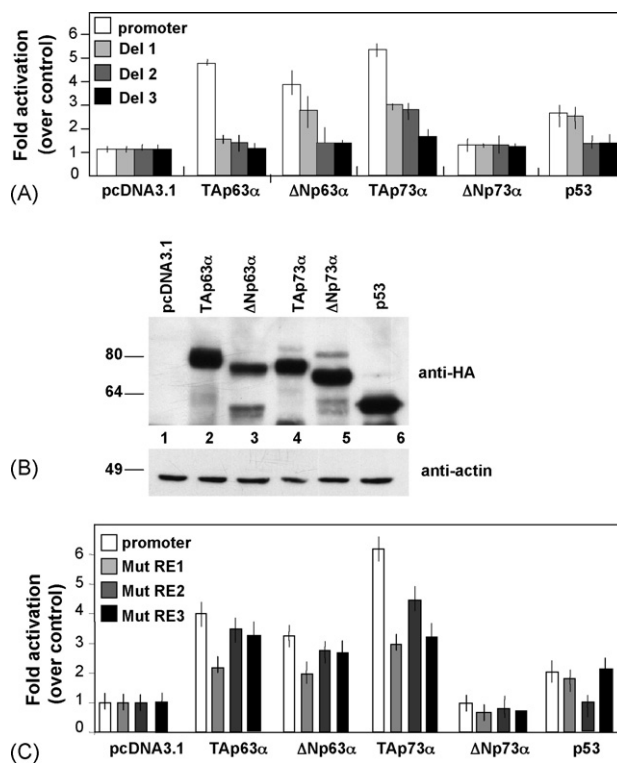 promoter
Del 1
Del 2
Del 3
Fold activation
(over control)
6
5
4
3
2
1
0
pcDNA3.1 TAp63α ΔNp63α TAp73α ΔNp73α p53
(A)
pcDNA3.1 TAp63α ΔNp63α TAp73α ΔNp73α p53
80
64
anti-HA
1 2 3 4 5 6
49
anti-actin
(B)
promoter
Mut RE1
Mut RE2
Mut RE3
Fold activation
(over control)
6
5
4
3
2
1
0
pcDNA3.1 TAp63α ΔNp63α TAp73α ΔNp73α p53
(C)